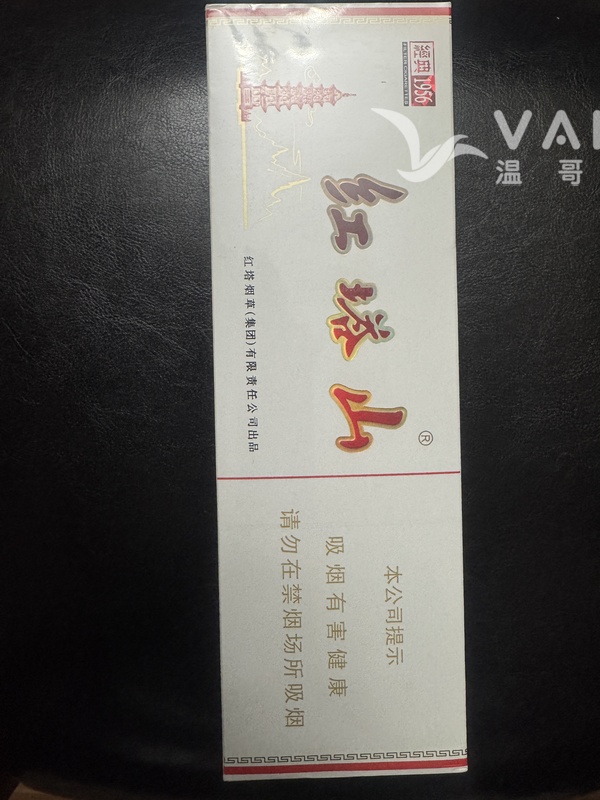 經典1956
红塔山®
红塔烟草(集团)有限责任公司出品
本公司提示
吸烟有害健康
请勿在禁烟场所吸烟
VAN
温哥